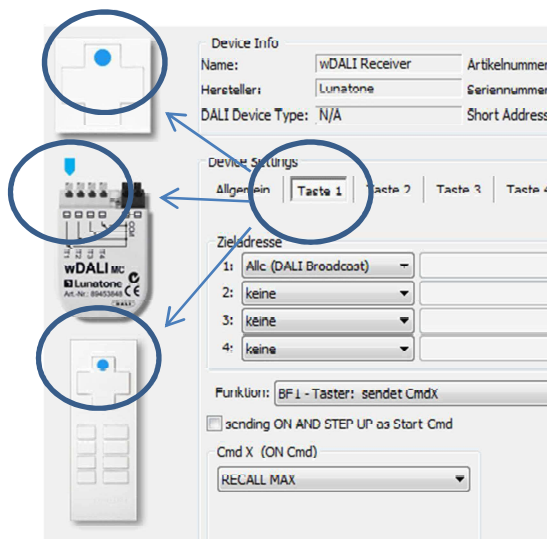 Device Info
Name: wDALI Receiver Artikelnummer
Hersteller: Lunatone Seriennummer
DALI Device Type: N/A Short Address
Device Settings
Allgemein Taste 1 Taste 2 Taste 3 Taste 4
Zieladresse
1: Alle (DALI Broadcast)
2: keine
3: keine
4: keine
Funktion: BF1 - Taster: sendet CmdX
sending ON AND STEP UP as Start Cmd
Cmd X (ON Cmd)
RECALL MAX
wDALI MC
Lunatone
Art.-Nr.: 89453848 CE
DALI